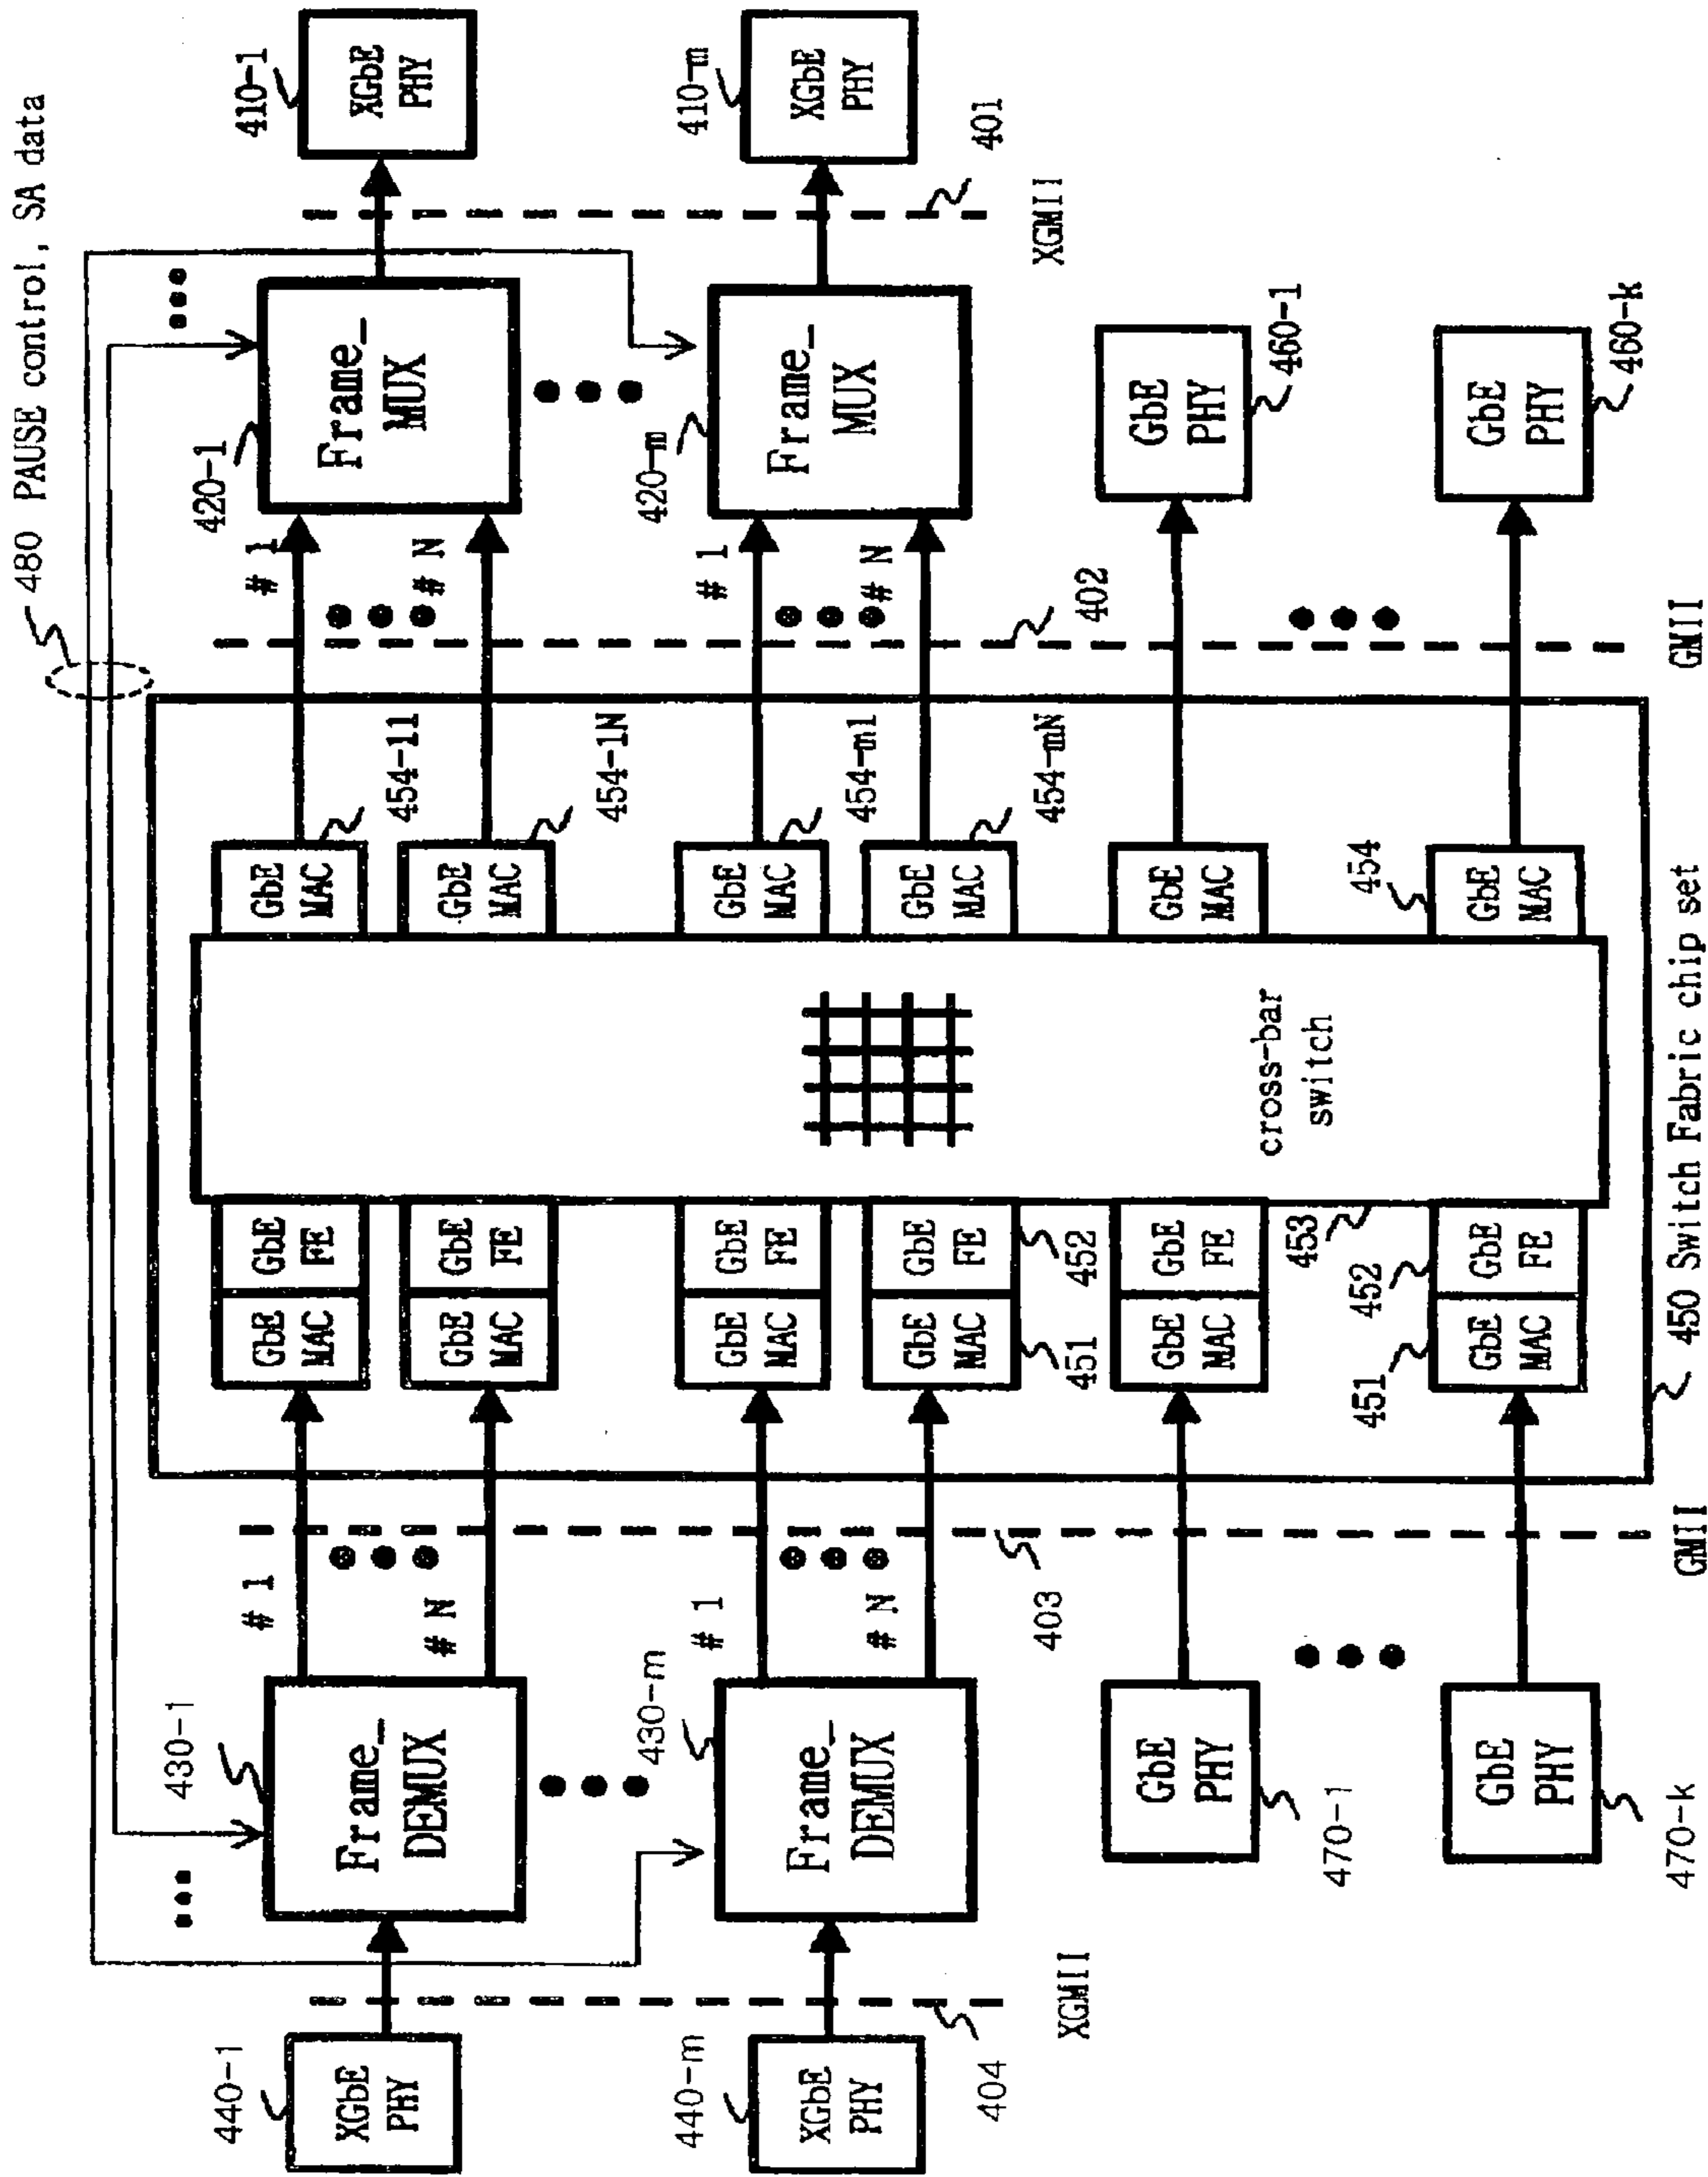 480 PAUSE control, SA data
440-1
XGbE
PHY
430-1
Frame_
DEMUX
# 1
# N
GbE
MAC
GbE
FE
GbE
MAC
GbE
FE
GbE
MAC
454-11
GbE
MAC
454-1N
# 1
# N
420-1
Frame_
MUX
410-1
XGbE
PHY
440-m
XGbE
PHY
404
XGMII
430-m
Frame_
DEMUX
# 1
# N
403
GbE
MAC
GbE
FE
GbE
MAC
GbE
FE
451
452
GbE
MAC
454-m1
GbE
MAC
454-mN
# 1
# N
402
420-m
Frame_
MUX
410-m
XGbE
PHY
401
XGMII
cross-bar
switch
453
GbE
PHY
470-1
GbE
MAC
GbE
FE
GbE
MAC
GbE
PHY
460-1
GbE
PHY
470-k
451
452
GbE
MAC
GbE
FE
454
GbE
MAC
GbE
PHY
460-k
GMII
450 Switch Fabric chip set
GMII